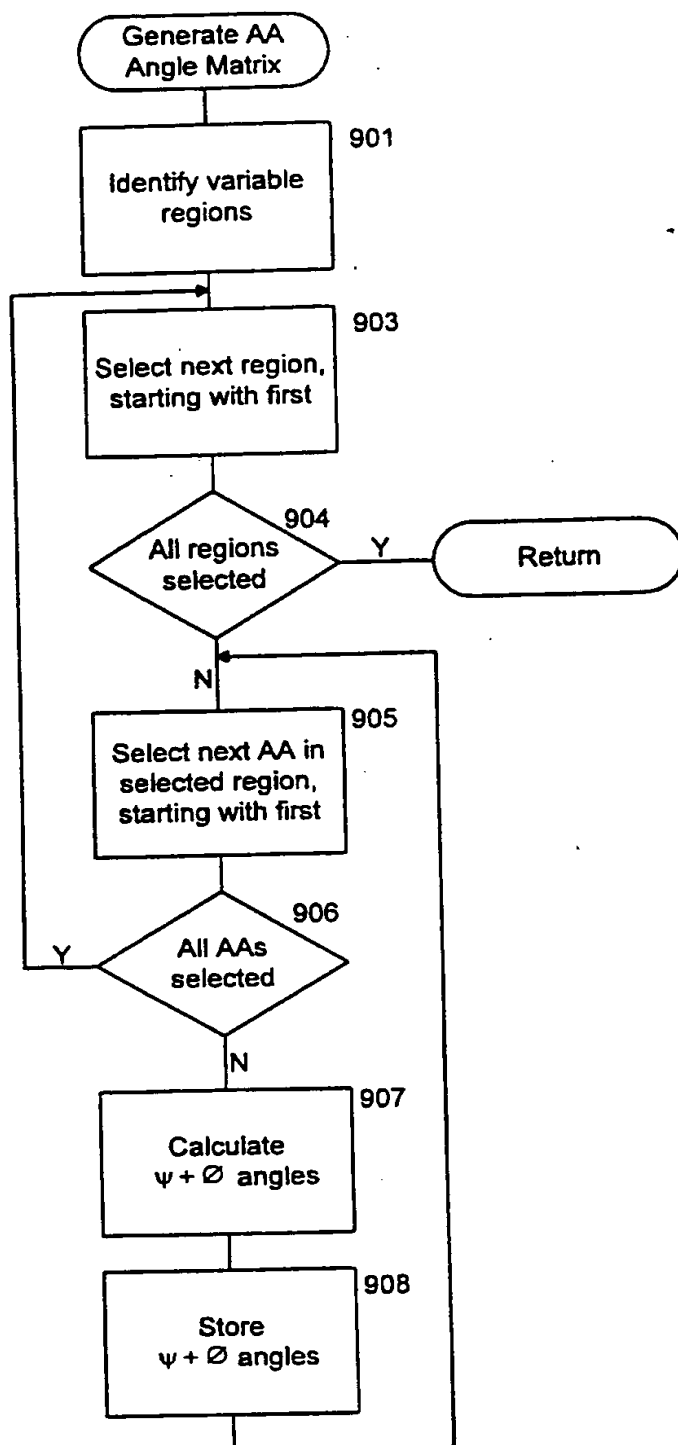 Generate AA
Angle Matrix
901
Identify variable
regions
903
Select next region,
starting with first
904
All regions
selected
Y
Return
N
905
Select next AA in
selected region,
starting with first
906
All AAs
selected
Y
N
907
Calculate
ψ + Ø angles
908
Store
ψ + Ø angles